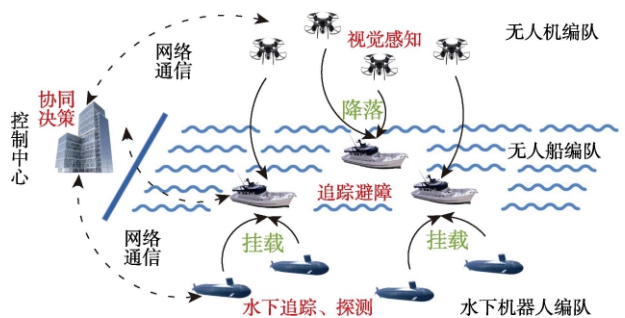 无人机编队
视觉感知
网络
通信
协同
决策
降落
控制中心
无人船编队
追踪避障
网络
通信
挂载
挂载
水下追踪、探测
水下机器人编队